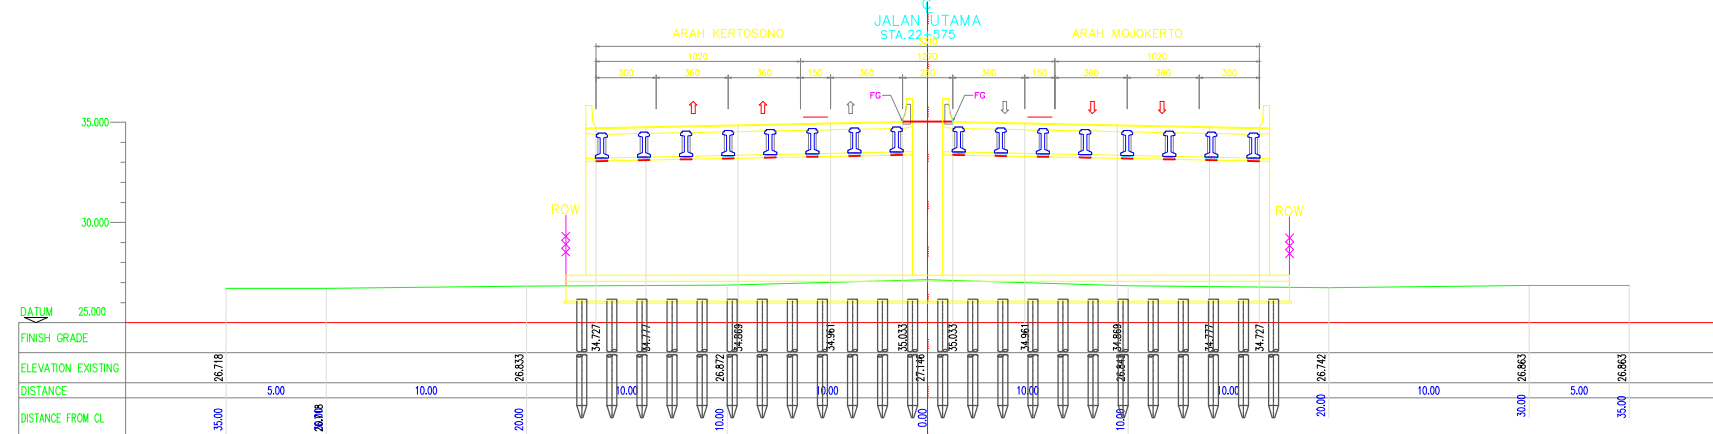 CL
JALAN UTAMA
STA.22+575
ARAH KERTOSONO
ARAH MOJOKERTO
1020
1020
300 360 360 150 360 250 360 150 360 360 300
FG
FG
35.000
30.000
ROW
ROW
DATUM 25.000
FINISH GRADE
34.727 34.777 34.869 34.961 35.033 35.033 34.961 34.869 34.777 34.727
ELEVATION EXISTING
26.718 26.833 26.872 27.146 26.742 26.863 26.863
DISTANCE
5.00 10.00 10.00 10.00 10.00 10.00 10.00 5.00
DISTANCE FROM CL
35.00 20.00 10.00 0.00 10.00 20.00 30.00 35.00